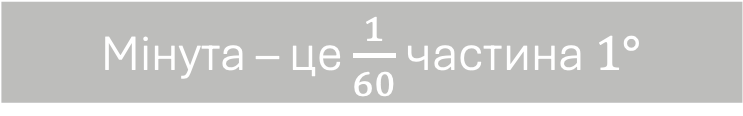 Мінута – це 1/60 частина 1°